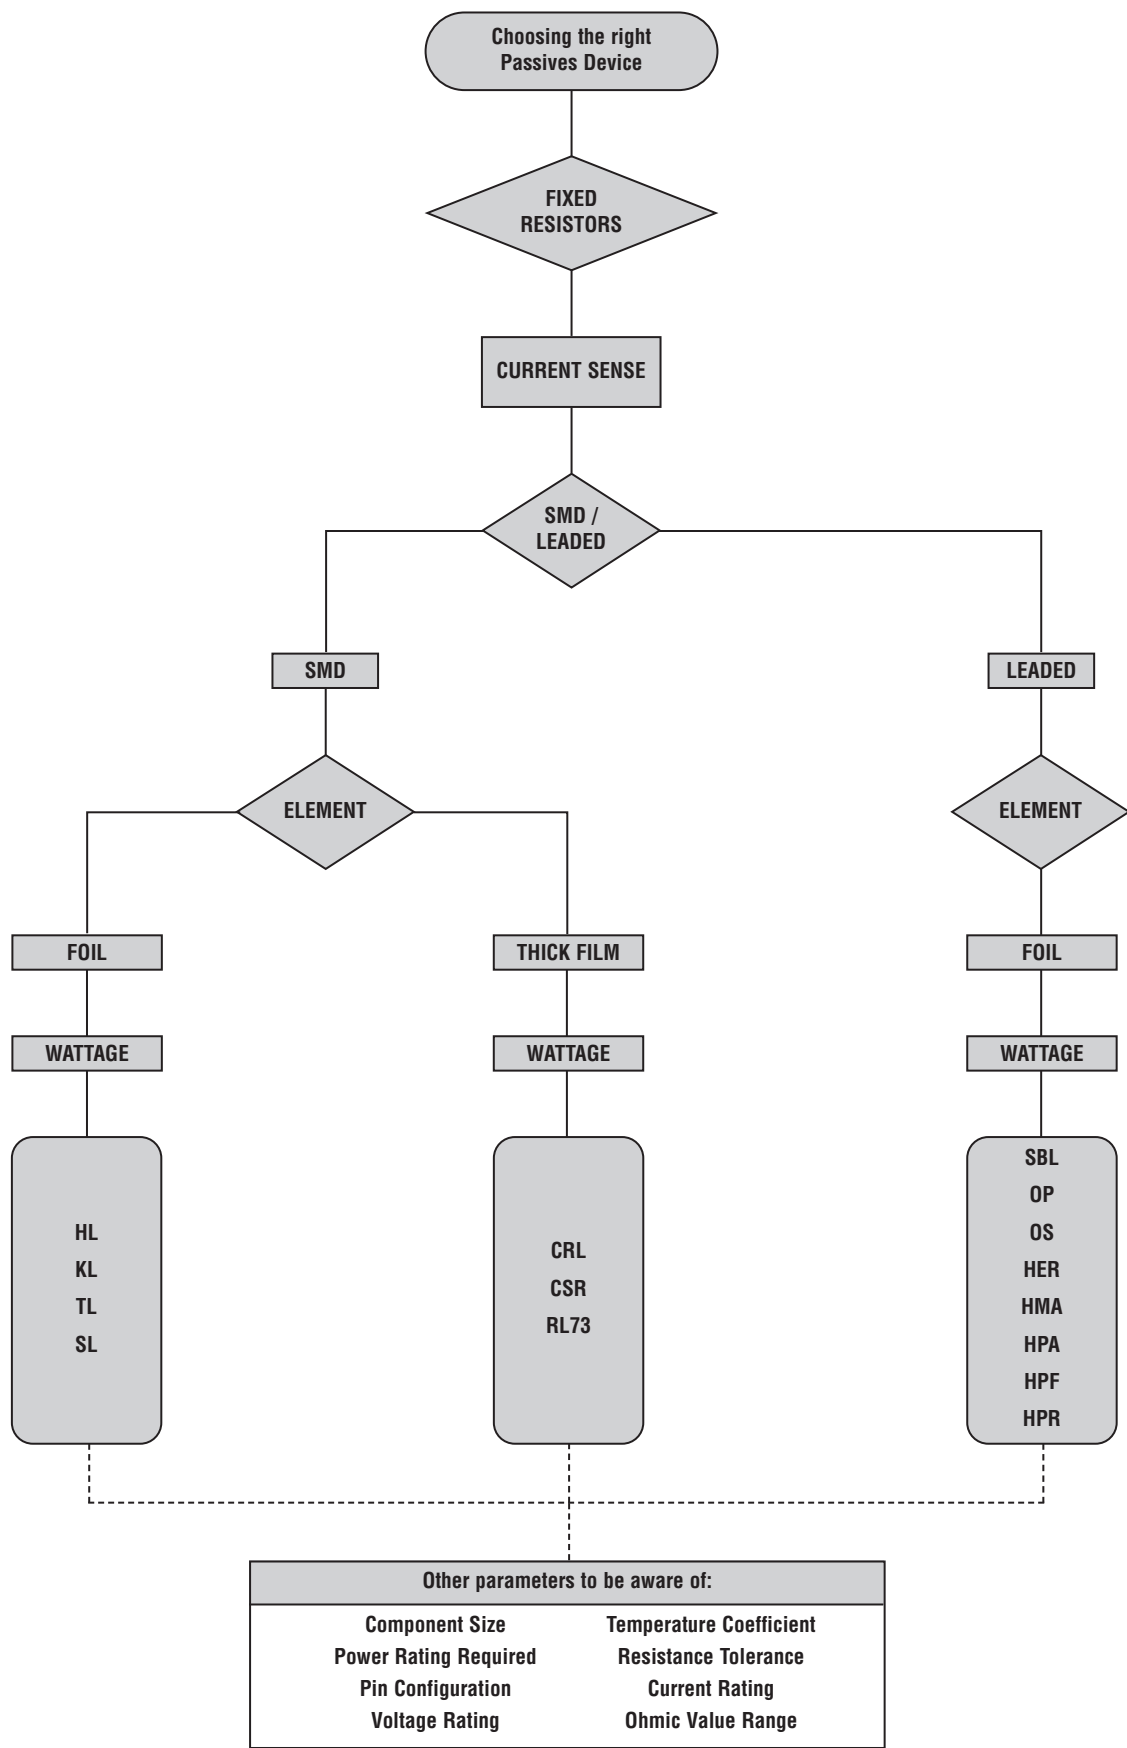 Choosing the right
Passives Device
FIXED
RESISTORS
CURRENT SENSE
SMD /
LEADED
SMD
LEADED
ELEMENT
ELEMENT
FOIL
THICK FILM
FOIL
WATTAGE
WATTAGE
WATTAGE
HL
KL
TL
SL
CRL
CSR
RL73
SBL
OP
OS
HER
HMA
HPA
HPF
HPR
Other parameters to be aware of:
Component Size
Power Rating Required
Pin Configuration
Voltage Rating
Temperature Coefficient
Resistance Tolerance
Current Rating
Ohmic Value Range